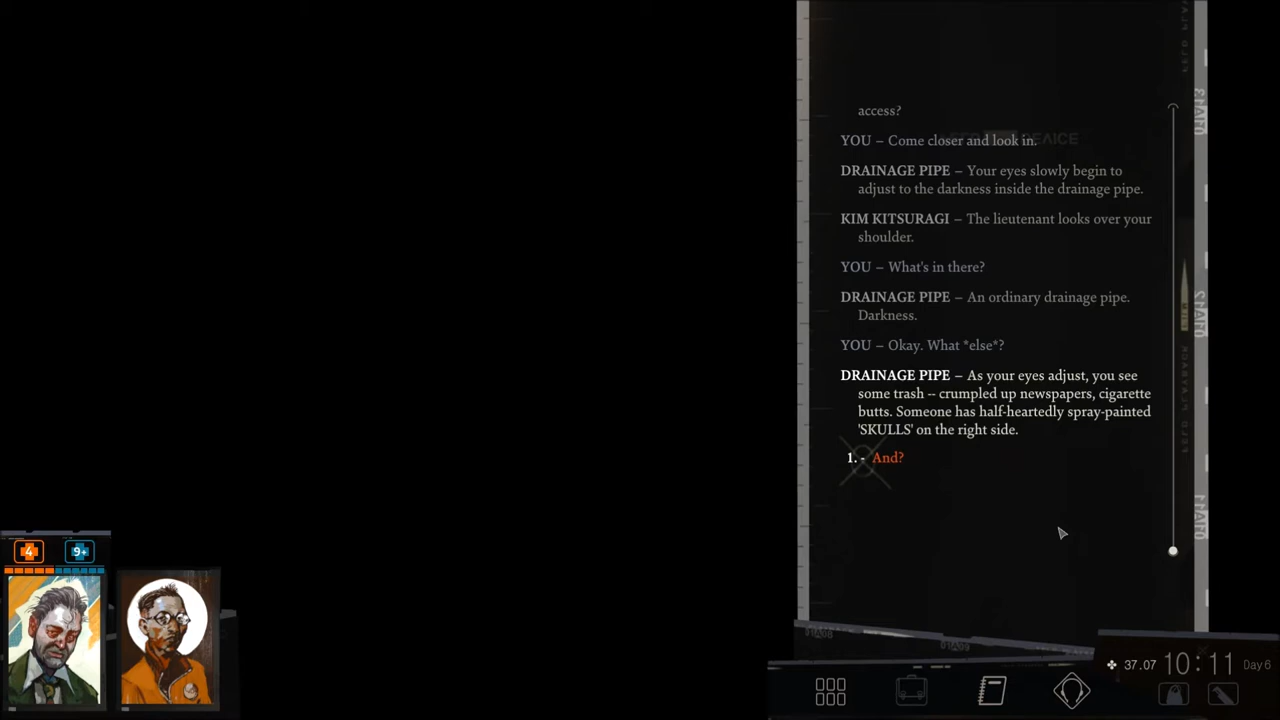 access?
YOU – Come closer and look in.
DRAINAGE PIPE – Your eyes slowly begin to
adjust to the darkness inside the drainage pipe.
KIM KITSURAGI – The lieutenant looks over your
shoulder.
YOU – What's in there?
DRAINAGE PIPE – An ordinary drainage pipe.
Darkness.
YOU – Okay. What *else*?
DRAINAGE PIPE – As your eyes adjust, you see
some trash -- crumpled up newspapers, cigarette
butts. Someone has half-heartedly spray-painted
'SKULLS' on the right side.
1. - And?
4
9+
37.07
10:11
Day 6